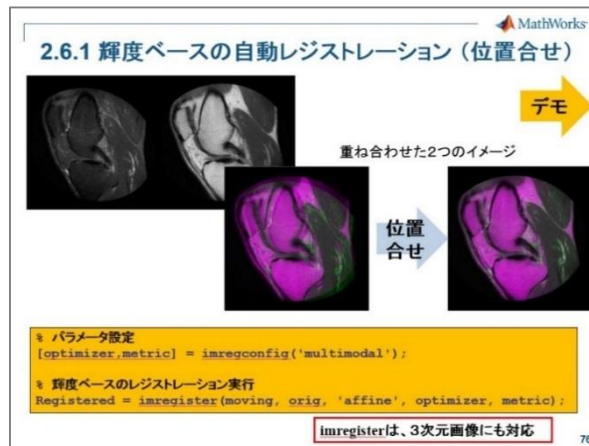 MathWorks
2.6.1 輝度ベースの自動レジストレーション（位置合せ）
デモ
重ね合わせた2つのイメージ
位置
合せ
% パラメータ設定
[optimizer,metric] = imregconfig('multimodal');
% 輝度ベースのレジストレーション実行
Registered = imregister(moving, orig, 'affine', optimizer, metric);
imregisterは、3次元画像にも対応
76